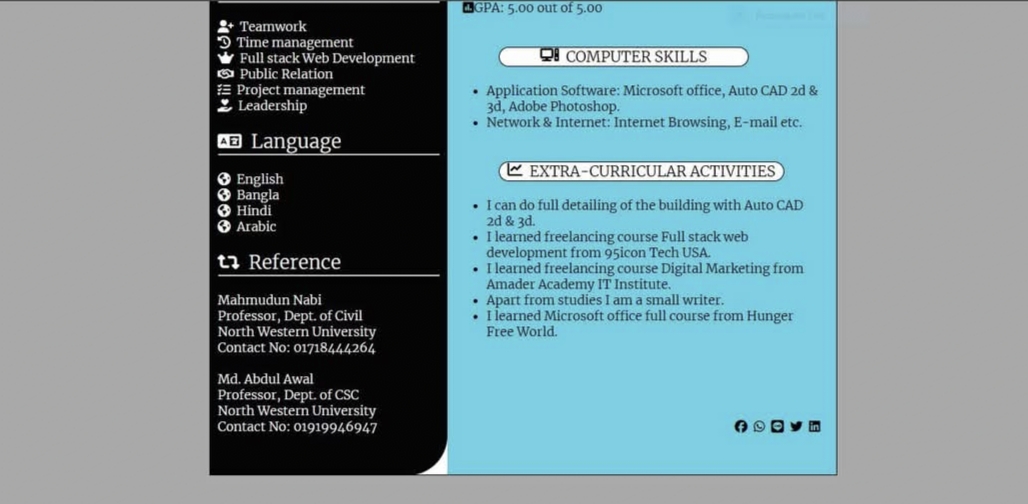 Teamwork
Time management
Full stack Web Development
Public Relation
Project management
Leadership
Language
English
Bangla
Hindi
Arabic
Reference
Mahmudun Nabi
Professor, Dept. of Civil
North Western University
Contact No: 01718444264
Md. Abdul Awal
Professor, Dept. of CSC
North Western University
Contact No: 01919946947
GPA: 5.00 out of 5.00
COMPUTER SKILLS
• Application Software: Microsoft office, Auto CAD 2d &
3d, Adobe Photoshop.
• Network & Internet: Internet Browsing, E-mail etc.
EXTRA-CURRICULAR ACTIVITIES
• I can do full detailing of the building with Auto CAD
2d & 3d.
• I learned freelancing course Full stack web
development from 95icon Tech USA.
• I learned freelancing course Digital Marketing from
Amader Academy IT Institute.
• Apart from studies I am a small writer.
• I learned Microsoft office full course from Hunger
Free World.